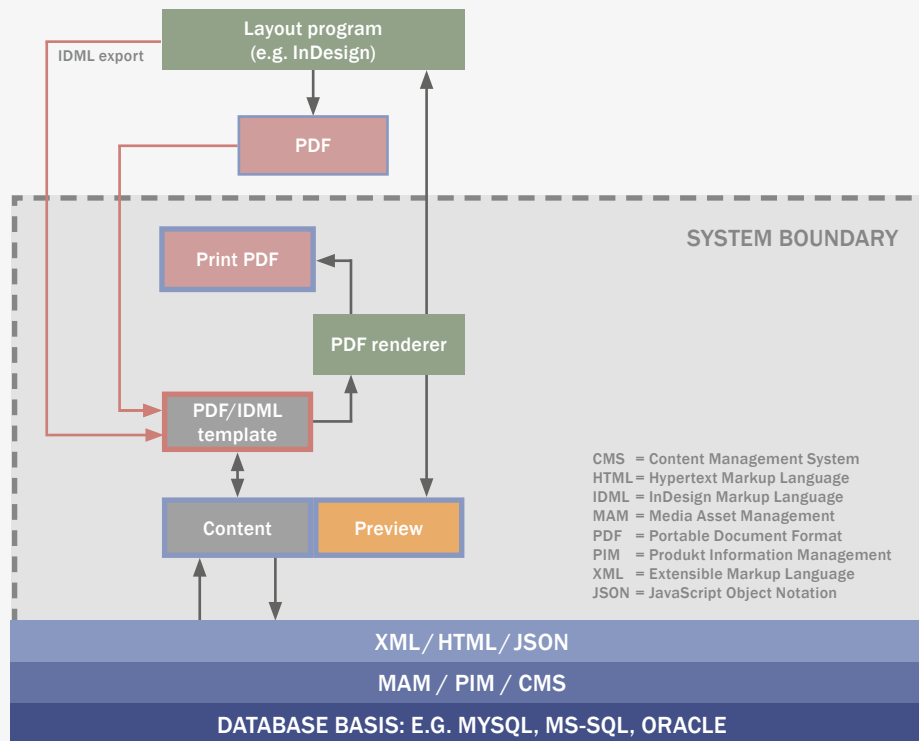 Layout program
(e.g. InDesign)
IDML export
PDF
SYSTEM BOUNDARY
Print PDF
PDF renderer
PDF/IDML
template
Content
Preview
CMS = Content Management System
HTML = Hypertext Markup Language
IDML = InDesign Markup Language
MAM = Media Asset Management
PDF = Portable Document Format
PIM = Produkt Information Management
XML = Extensible Markup Language
JSON = JavaScript Object Notation
XML / HTML / JSON
MAM / PIM / CMS
DATABASE BASIS: E.G. MYSQL, MS-SQL, ORACLE